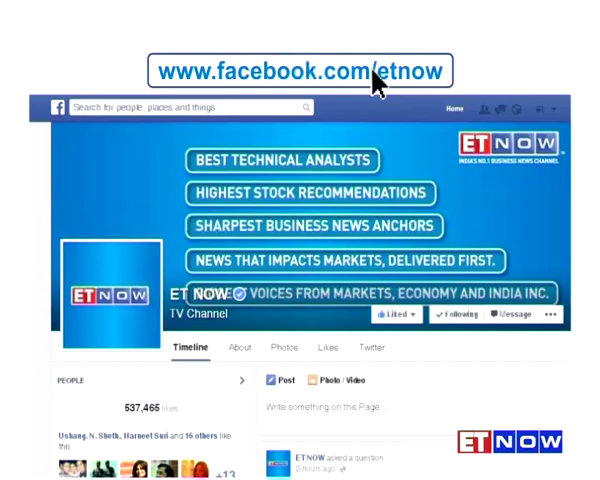 www.facebook.com/etnow
Search for people, places and things
Home
ET NOW
INDIA'S NO.1 BUSINESS NEWS CHANNEL
BEST TECHNICAL ANALYSTS
HIGHEST STOCK RECOMMENDATIONS
SHARPEST BUSINESS NEWS ANCHORS
NEWS THAT IMPACTS MARKETS, DELIVERED FIRST.
VOICES FROM MARKETS, ECONOMY AND INDIA INC.
ET NOW
ET NOW
TV Channel
Liked
Following
Message
Timeline About Photos Likes Twitter
PEOPLE
537,465 likes
Ushang. N. Sheth, Harneet Suri and 16 others like
this
+13
Post Photo / Video
Write something on this Page
ETNOW asked a question
2 hours ago
ET NOW